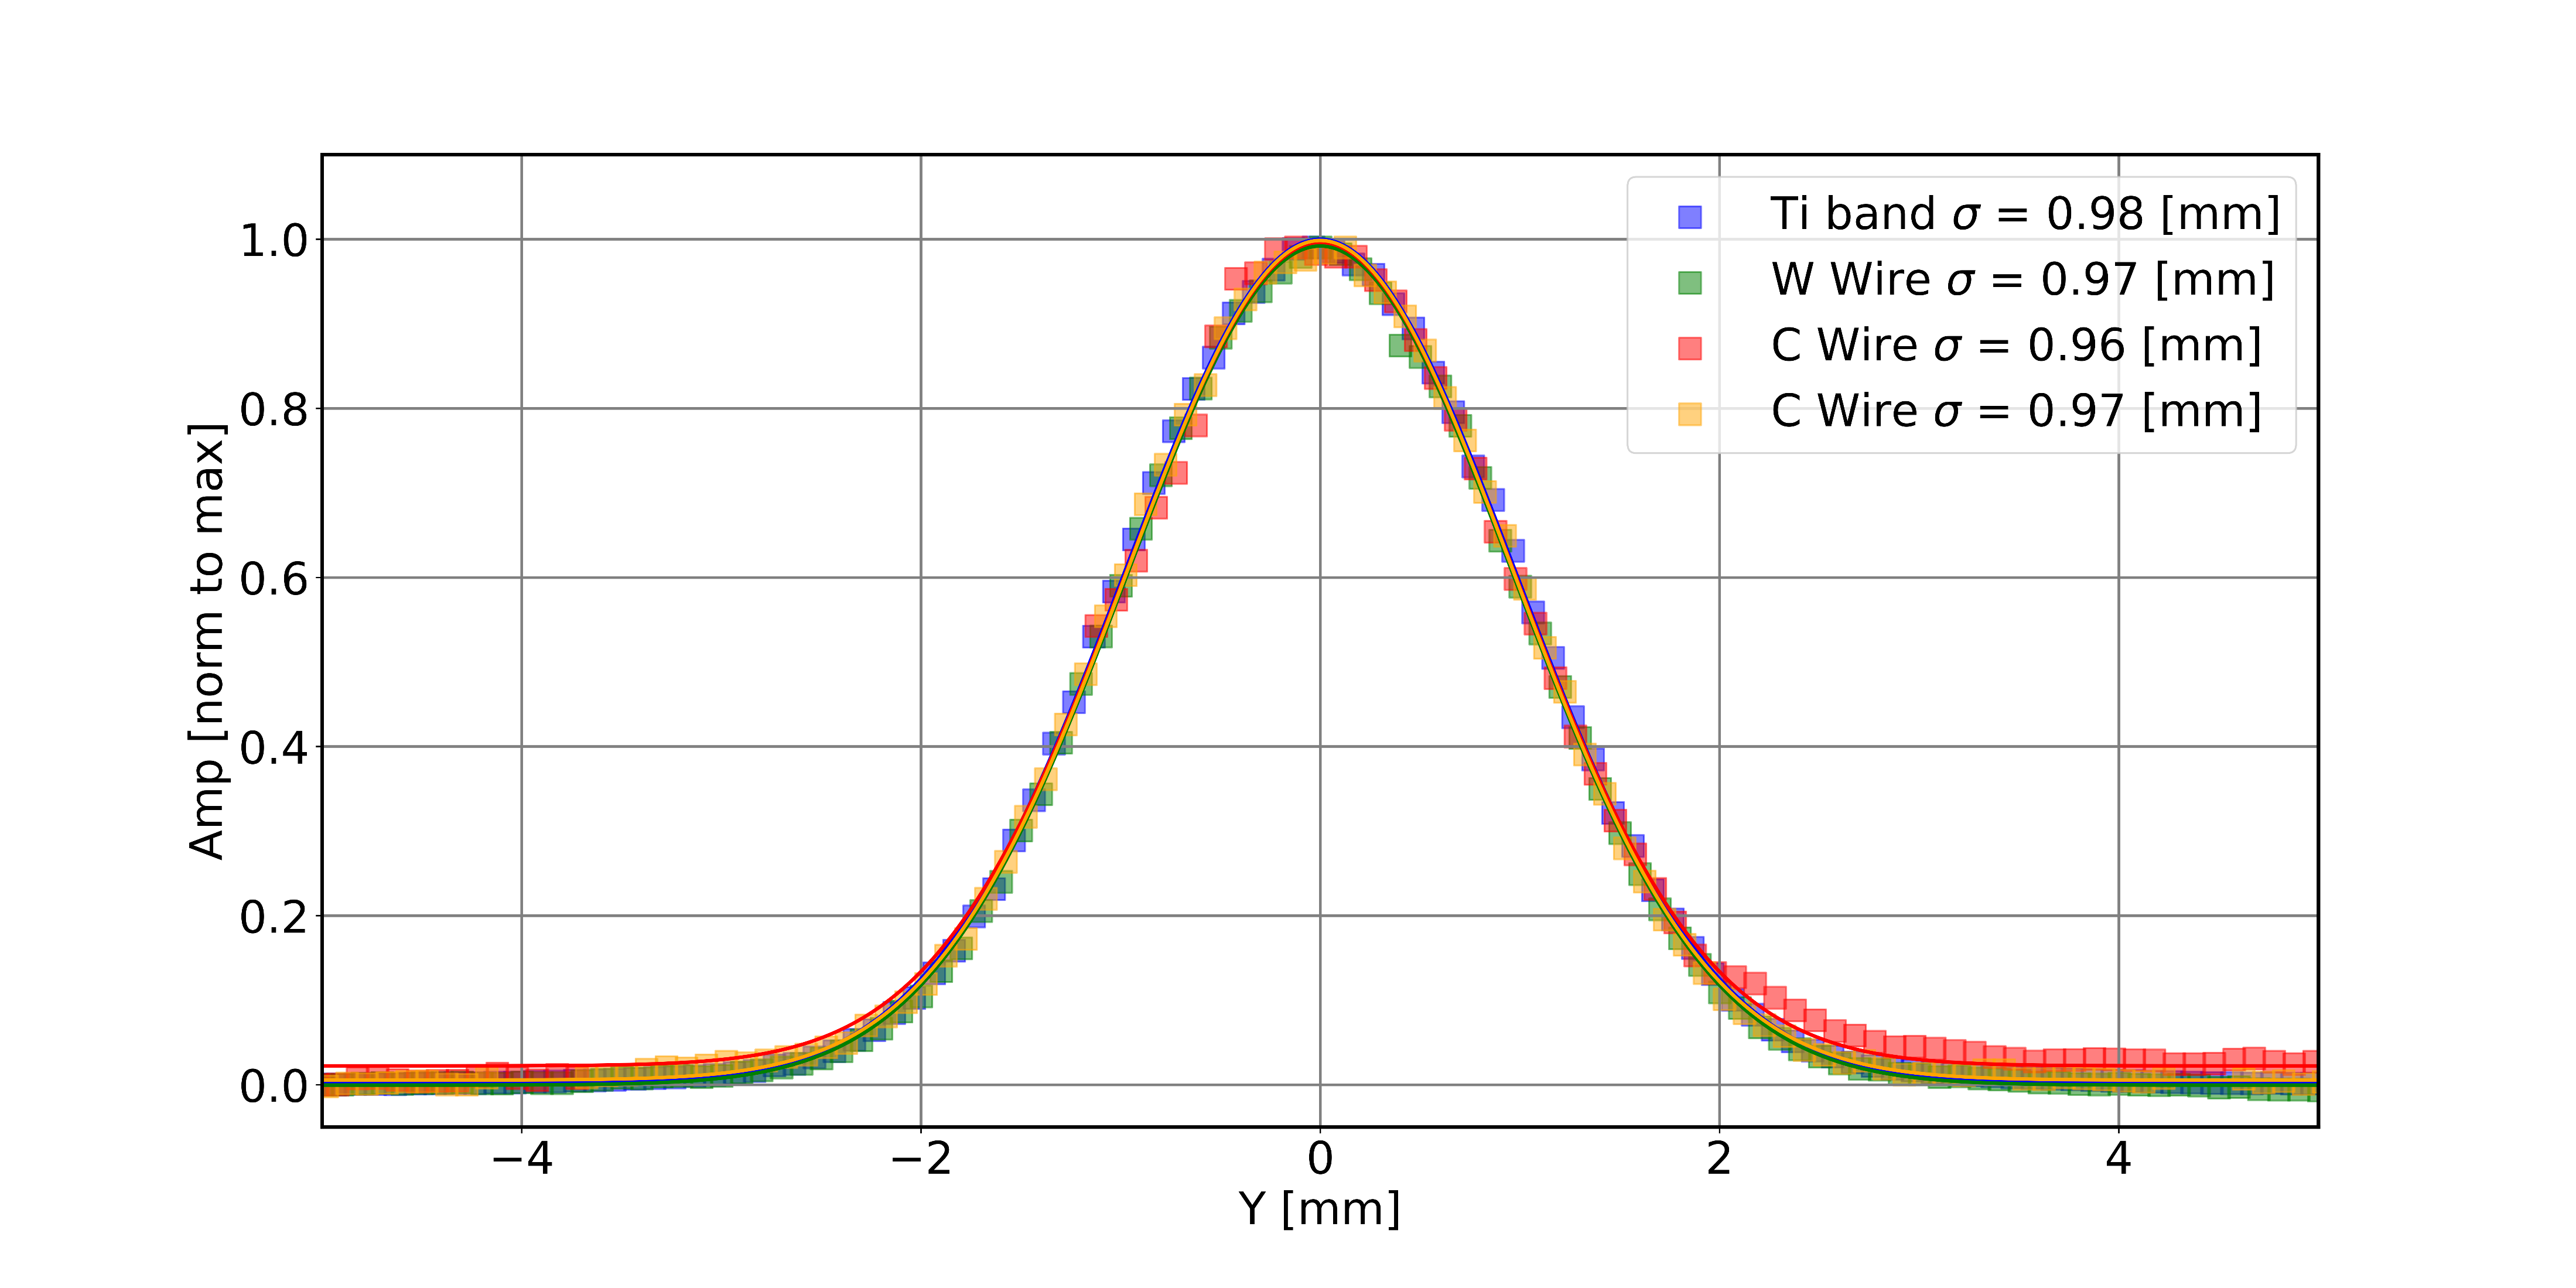 Ti band σ = 0.98 [mm]
W Wire σ = 0.97 [mm]
C Wire σ = 0.96 [mm]
C Wire σ = 0.97 [mm]
Amp [norm to max]
1.0
0.8
0.6
0.4
0.2
0.0
−4 −2 0 2 4
Y [mm]